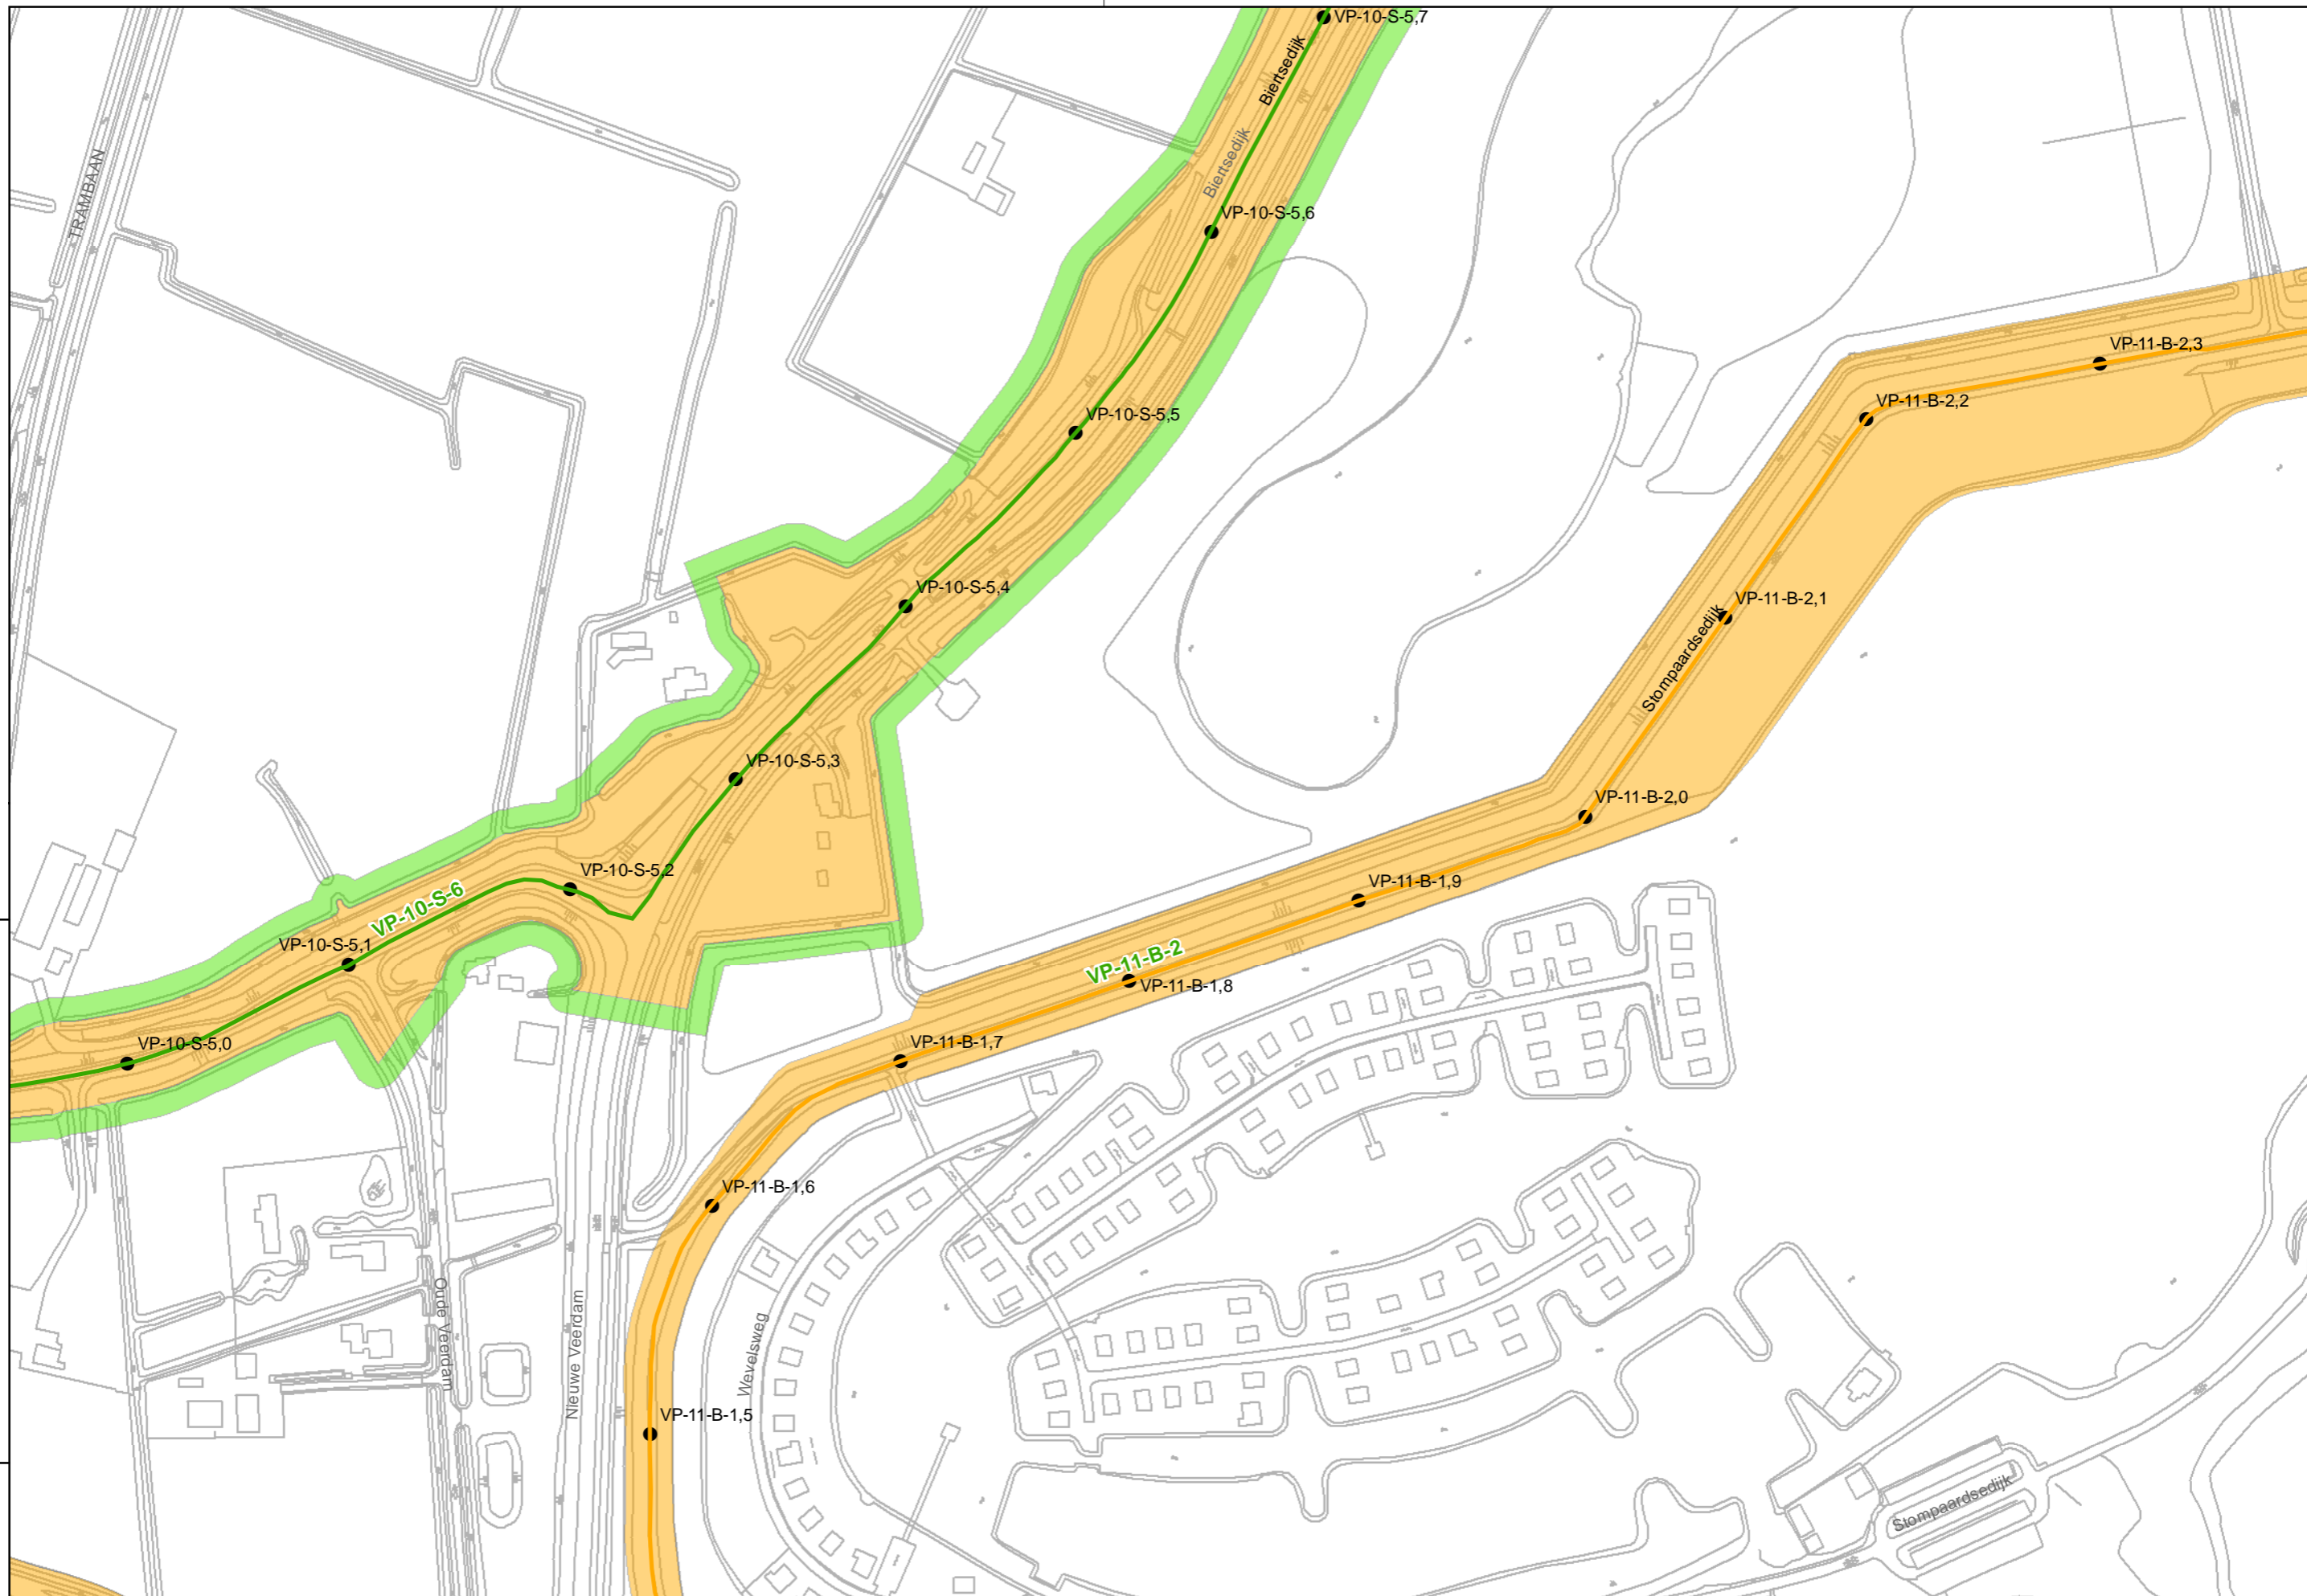 VP-10-S-5,7
Biertsedijk
Biertsedijk
TRAMBAAN
VP-10-S-5,6
VP-11-B-2,3
VP-11-B-2,2
VP-10-S-5,5
VP-10-S-5,4
VP-11-B-2,1
Stompaardsedijk
VP-10-S-5,3
VP-11-B-2,0
VP-10-S-5,2
VP-11-B-1,9
VP-10-S-6
VP-10-S-5,1
VP-11-B-2
VP-11-B-1,8
VP-10-S-5,0
VP-11-B-1,7
VP-11-B-1,6
Oude Veerdam
Nieuwe Veerdam
Wevelsweg
VP-11-B-1,5
Stompaardsedijk